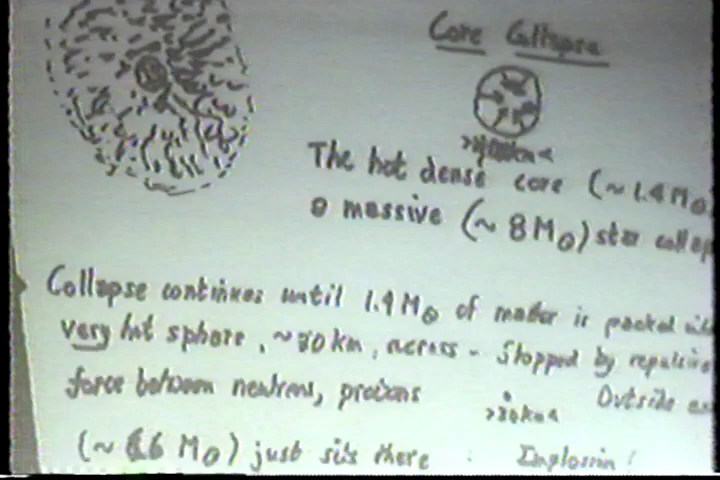 Core Collapse
The hot dense core (~ 1.4 M☉
a massive (~ 8 M☉) star collap
Collapse continues until 1.4 M☉ of matter is packed
very hot sphere, ~ 80 km, across - Stopped by repulsive
force between neutrons, protons Outside
>80km<
(~ 6.6 M☉) just sits there : Implosion!